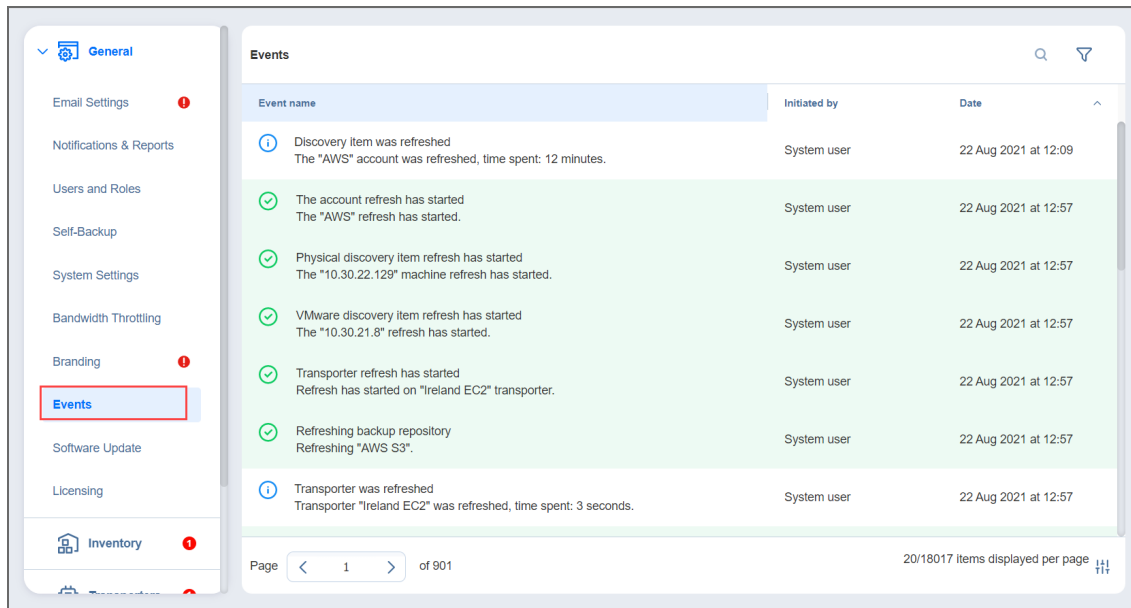 General
Email Settings
Notifications & Reports
Users and Roles
Self-Backup
System Settings
Bandwidth Throttling
Branding
Events
Software Update
Licensing
Inventory
1
Events
Event name Initiated by Date
Discovery item was refreshed
The "AWS" account was refreshed, time spent: 12 minutes.
System user 22 Aug 2021 at 12:09
The account refresh has started
The "AWS" refresh has started.
System user 22 Aug 2021 at 12:57
Physical discovery item refresh has started
The "10.30.22.129" machine refresh has started.
System user 22 Aug 2021 at 12:57
VMware discovery item refresh has started
The "10.30.21.8" refresh has started.
System user 22 Aug 2021 at 12:57
Transporter refresh has started
Refresh has started on "Ireland EC2" transporter.
System user 22 Aug 2021 at 12:57
Refreshing backup repository
Refreshing "AWS S3".
System user 22 Aug 2021 at 12:57
Transporter was refreshed
Transporter "Ireland EC2" was refreshed, time spent: 3 seconds.
System user 22 Aug 2021 at 12:57
Page 1 of 901
20/18017 items displayed per page